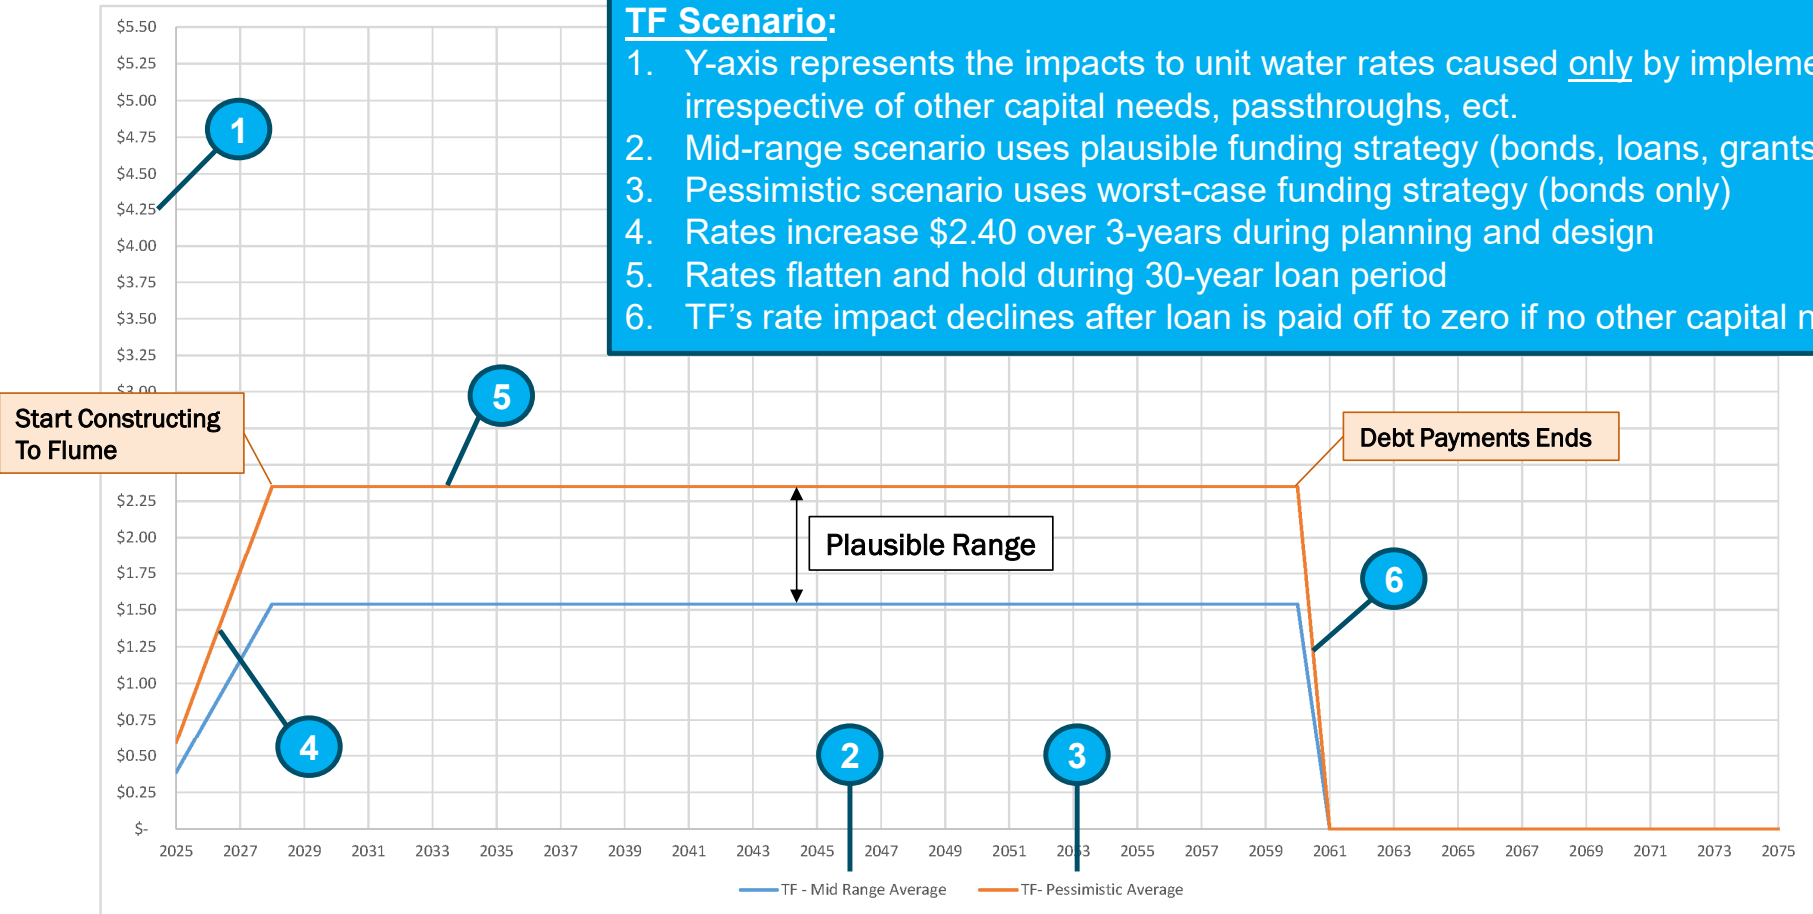 TF Scenario:
1. Y-axis represents the impacts to unit water rates caused only by impleme
irrespective of other capital needs, passthroughs, ect.
2. Mid-range scenario uses plausible funding strategy (bonds, loans, grants
3. Pessimistic scenario uses worst-case funding strategy (bonds only)
4. Rates increase $2.40 over 3-years during planning and design
5. Rates flatten and hold during 30-year loan period
6. TF’s rate impact declines after loan is paid off to zero if no other capital n
$5.50
$5.25
$5.00
1
$4.75
$4.50
$4.25
$4.00
$3.75
$3.50
$3.25
$3.00
5
Start Constructing
To Flume
Debt Payments Ends
$2.25
$2.00
Plausible Range
$1.75
6
$1.50
$1.25
$1.00
$0.75
4
2
3
$0.50
$0.25
$-
2025 2027 2029 2031 2033 2035 2037 2039 2041 2043 2045 2047 2049 2051 2053 2055 2057 2059 2061 2063 2065 2067 2069 2071 2073 2075
TF - Mid Range Average TF- Pessimistic Average